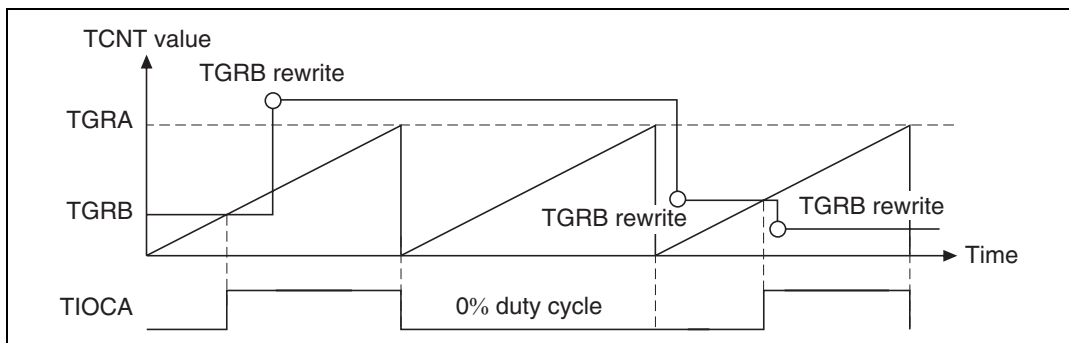 TCNT value
TGRB rewrite
TGRA
TGRB
TGRB rewrite
TGRB rewrite
Time
TIOCA
0% duty cycle